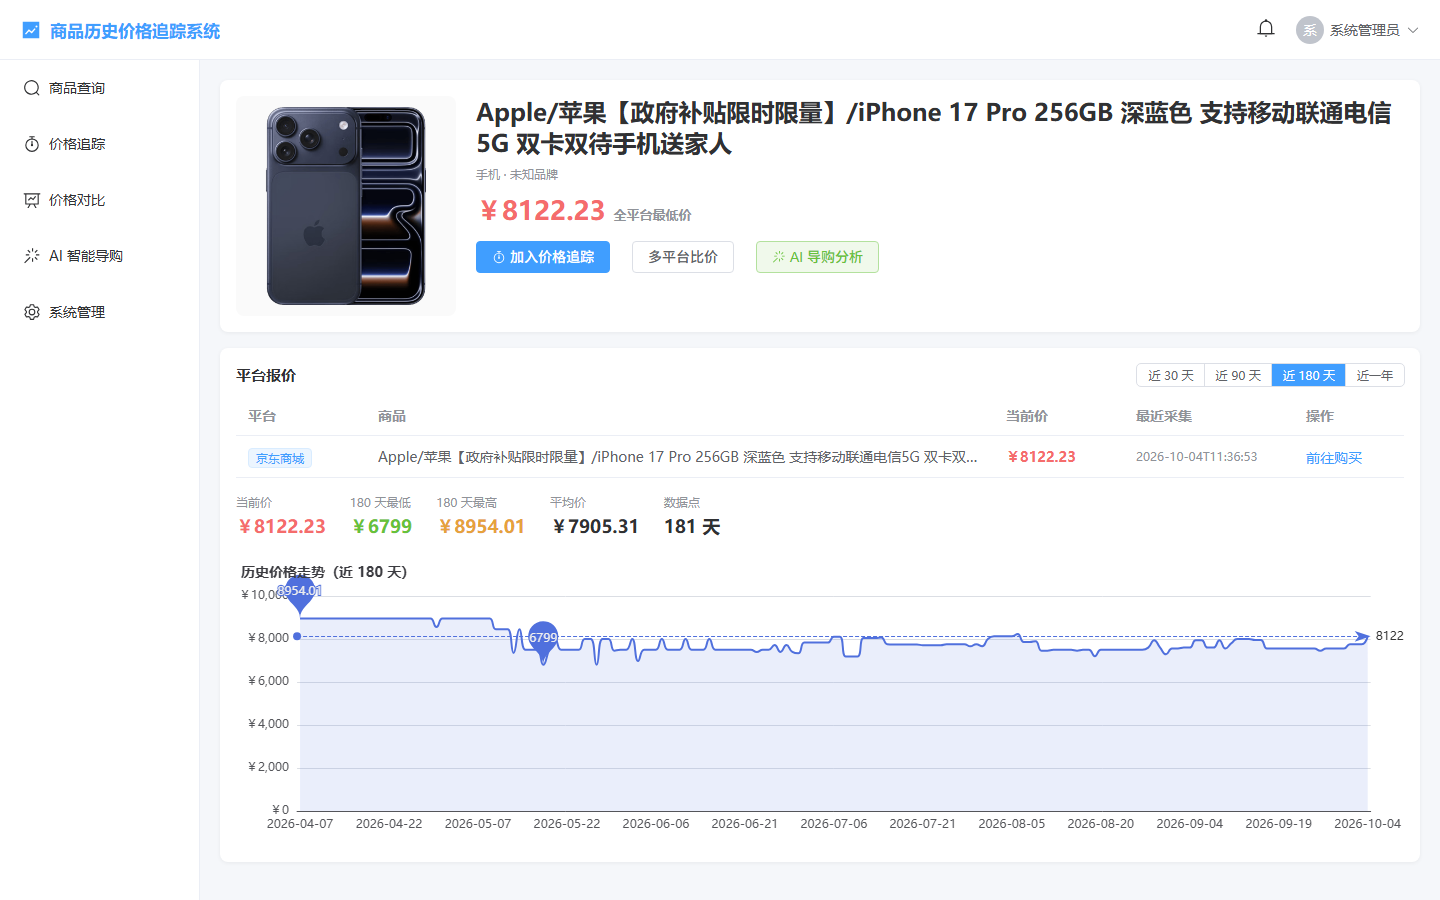 商品历史价格追踪系统
系 系统管理员
商品查询
价格追踪
价格对比
AI 智能导购
系统管理
Apple/苹果【政府补贴限时限量】/iPhone 17 Pro 256GB 深蓝色 支持移动联通电信
5G 双卡双待手机送家人
手机 · 未知品牌
￥8122.23 全平台最低价
加入价格追踪 多平台比价 AI 导购分析
平台报价
近 30 天 近 90 天 近 180 天 近一年
平台 商品 当前价 最近采集 操作
京东商城 Apple/苹果【政府补贴限时限量】/iPhone 17 Pro 256GB 深蓝色 支持移动联通电信5G 双卡双... ￥8122.23 2026-10-04T11:36:53 前往购买
当前价 180 天最低 180 天最高 平均价 数据点
￥8122.23 ￥6799 ￥8954.01 ￥7905.31 181 天
历史价格走势（近 180 天）
8954.01
￥10,000
6799
￥8,000
8122
￥6,000
￥4,000
￥2,000
￥0
2026-04-07 2026-04-22 2026-05-07 2026-05-22 2026-06-06 2026-06-21 2026-07-06 2026-07-21 2026-08-05 2026-08-20 2026-09-04 2026-09-19 2026-10-04